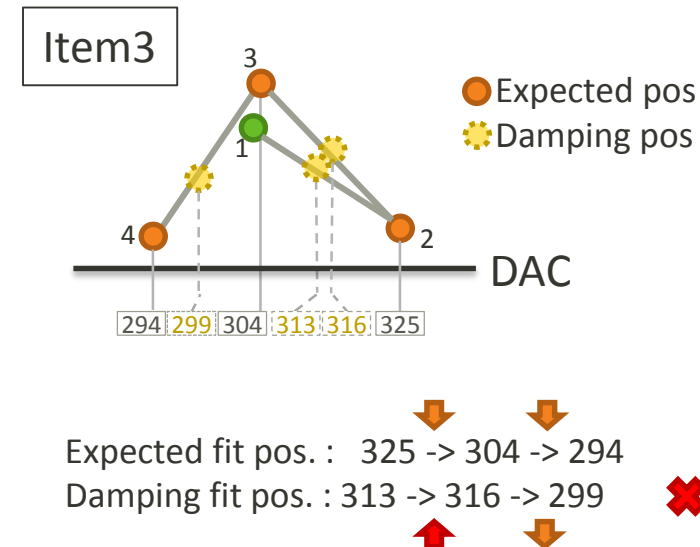 Item3
3
Expected pos
Damping pos
1
4
2
DAC
294 299 304 313 316 325
Expected fit pos. : 325 -> 304 -> 294
Damping fit pos. : 313 -> 316 -> 299